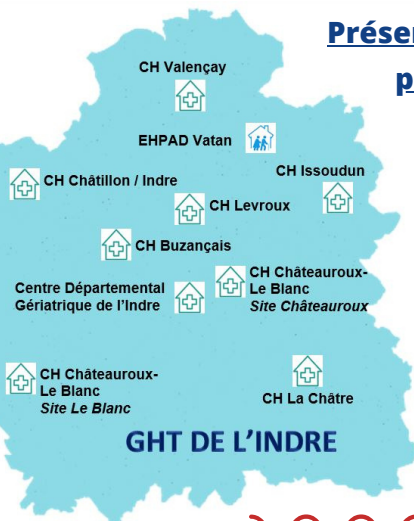 Présen
p
CH Valençay
EHPAD Vatan
CH Issoudun
CH Châtillon / Indre
CH Levroux
CH Buzançais
CH Châteauroux-
Le Blanc
Site Châteauroux
Centre Départemental
Gériatrique de l'Indre
CH Châteauroux-
Le Blanc
Site Le Blanc
CH La Châtre
GHT DE L'INDRE